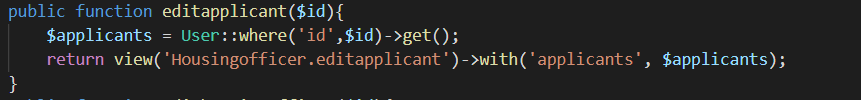 public function editapplicant($id){
$applicants = User::where('id',$id)->get();
return view('Housingofficer.editapplicant')->with('applicants', $applicants);
}